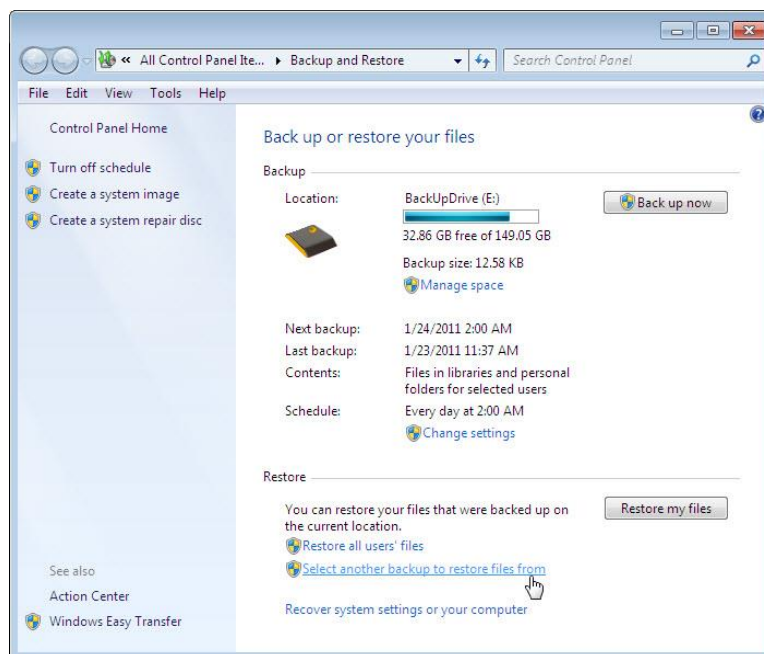 « All Control Panel Ite... ▸ Backup and Restore
Search Control Panel
File Edit View Tools Help
Control Panel Home
Turn off schedule
Create a system image
Create a system repair disc
See also
Action Center
Windows Easy Transfer
Back up or restore your files
Backup
Location: BackUpDrive (E:)
Back up now
32.86 GB free of 149.05 GB
Backup size: 12.58 KB
Manage space
Next backup: 1/24/2011 2:00 AM
Last backup: 1/23/2011 11:37 AM
Contents: Files in libraries and personal
folders for selected users
Schedule: Every day at 2:00 AM
Change settings
Restore
You can restore your files that were backed up on
the current location.
Restore my files
Restore all users' files
Select another backup to restore files from
Recover system settings or your computer